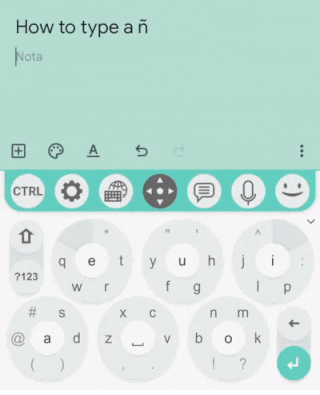 How to type a ñ
Nota
CTRL
* " ' ^
q e t y u h j i :
?123
w r f g l p
# s x c n m
@ a d z v b o k
( ) , . ! ?